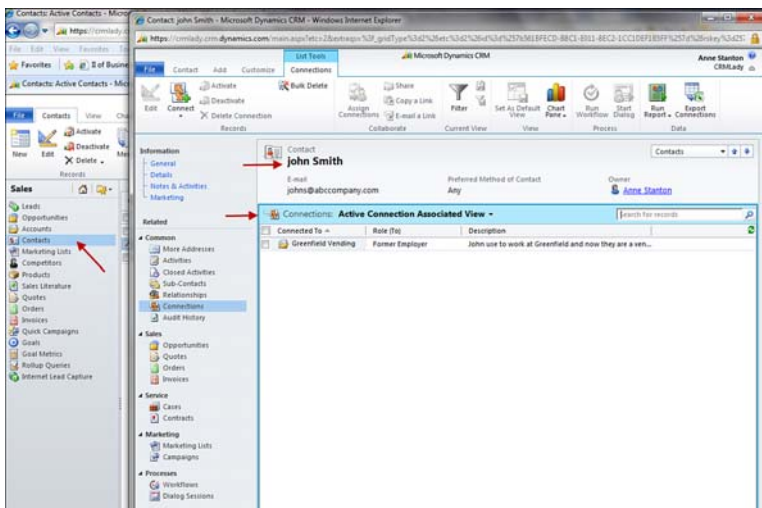 Contacts: Active Contacts - Micro
https://crmlady.c
File Edit View Favorites
Favorites
Contacts: Active Contacts - Mic
File Contacts View
Activate
Deactivate
New Edit Delete
Records
Sales
Leads
Opportunities
Accounts
Contacts
Marketing Lists
Competitors
Products
Sales Literature
Quotes
Orders
Invoices
Quick Campaigns
Goals
Goal Metrics
Rollup Queries
Internet Lead Capture
Contact: john Smith - Microsoft Dynamics CRM - Windows Internet Explorer
List Tools Microsoft Dynamics CRM Anne Stanton
CRMLady
File Contact Add Customize Connections
Edit Connect Activate
Deactivate
Delete Connection
Bulk Delete
Assign Connections Share
Copy a Link
E-mail a Link
Filter Set As Default View Chart Pane Run Workflow Start Dialog Run Report Export Connections
Records Collaborate Current View View Process Data
Information
General
Details
Notes & Activities
Marketing
Related
Common
More Addresses
Activities
Closed Activities
Sub-Contacts
Relationships
Connections
Audit History
Sales
Opportunities
Quotes
Orders
Invoices
Service
Cases
Contracts
Marketing
Marketing Lists
Campaigns
Processes
Workflows
Dialog Sessions
Contact
john Smith
Contacts
E-mail Preferred Method of Contact Owner
johns@abccompany.com Any Anne Stanton
Connections: Active Connection Associated View Search for records
Connected To Role (To) Description
Greenfield Vending Former Employer John use to work at Greenfield and now they are a ven...